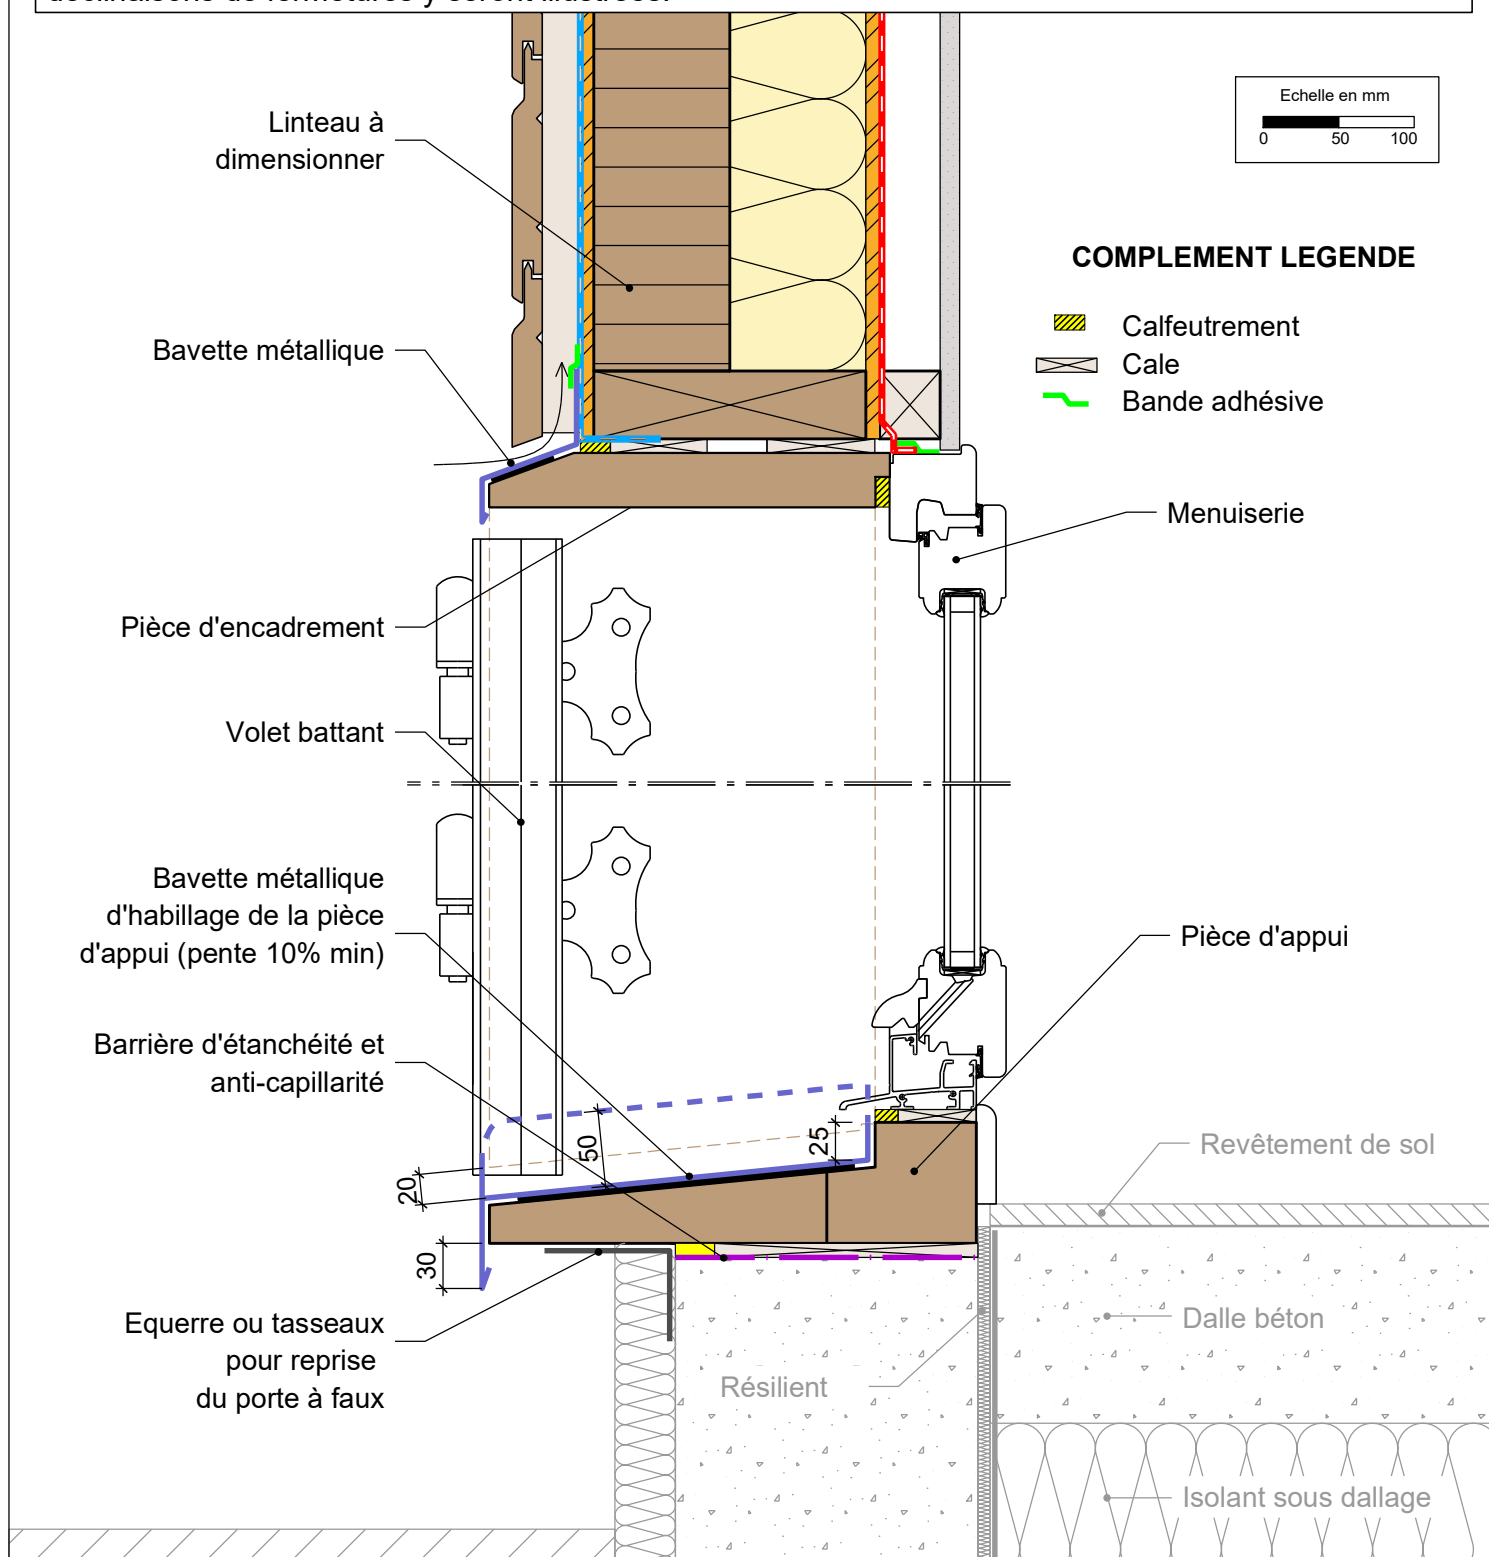 Echelle en mm
0 50 100
Linteau à
dimensionner
COMPLEMENT LEGENDE
Calfeutrement
Cale
Bande adhésive
Bavette métallique
Menuiserie
Pièce d'encadrement
Volet battant
Bavette métallique
d'habillage de la pièce
d'appui (pente 10% min)
Pièce d'appui
Barrière d'étanchéité et
anti-capillarité
50
25
20
30
Revêtement de sol
Equerre ou tasseaux
pour reprise
du porte à faux
Dalle béton
Résilient
Isolant sous dallage